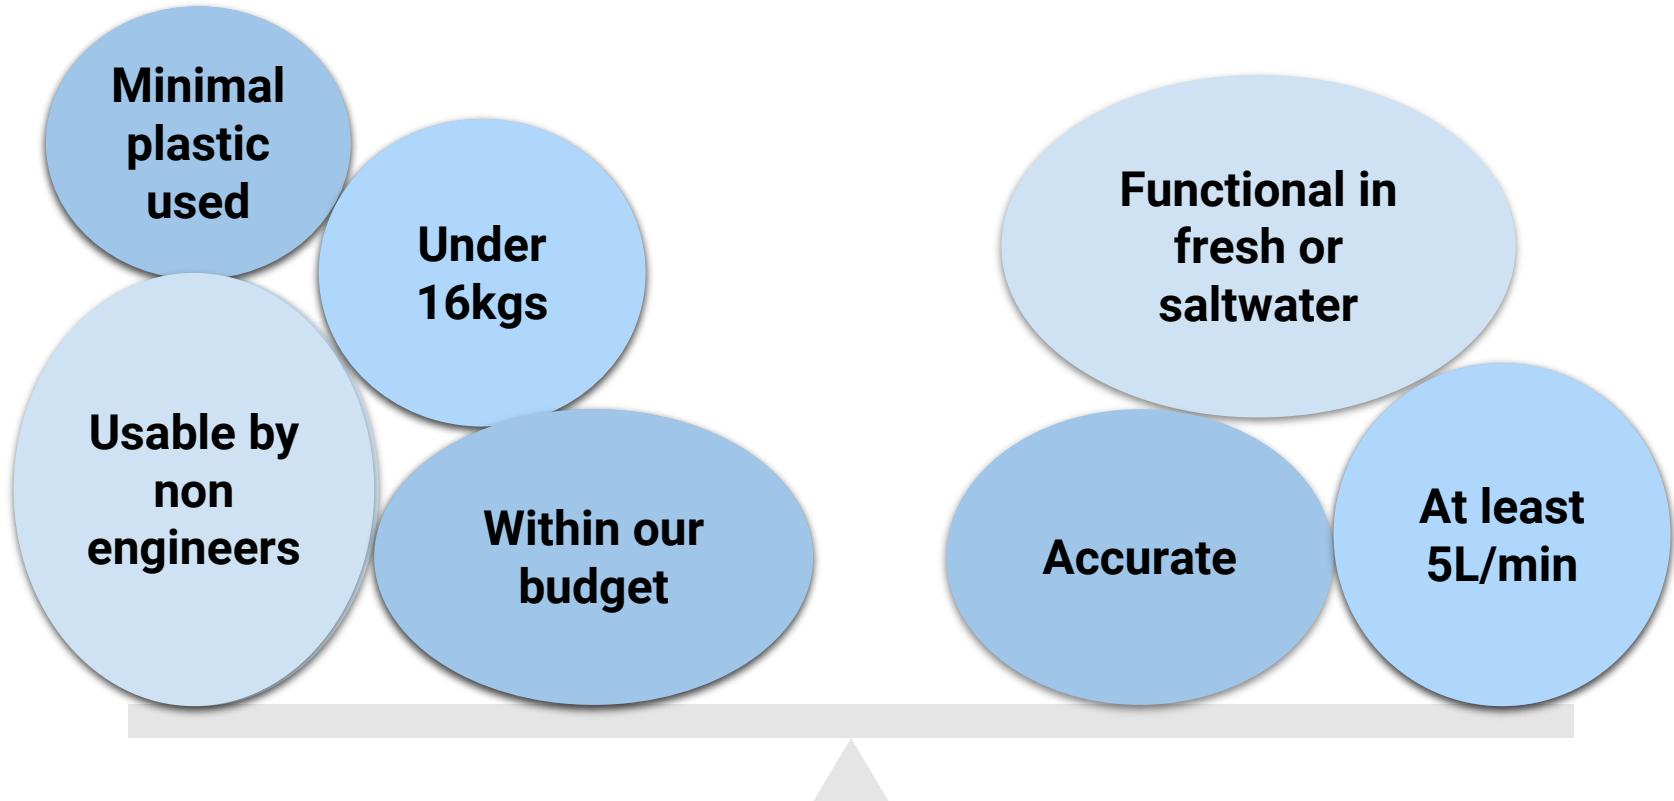 Minimal
plastic
used
Under
16kgs
Usable by
non
engineers
Within our
budget
Functional in
fresh or
saltwater
Accurate
At least
5L/min